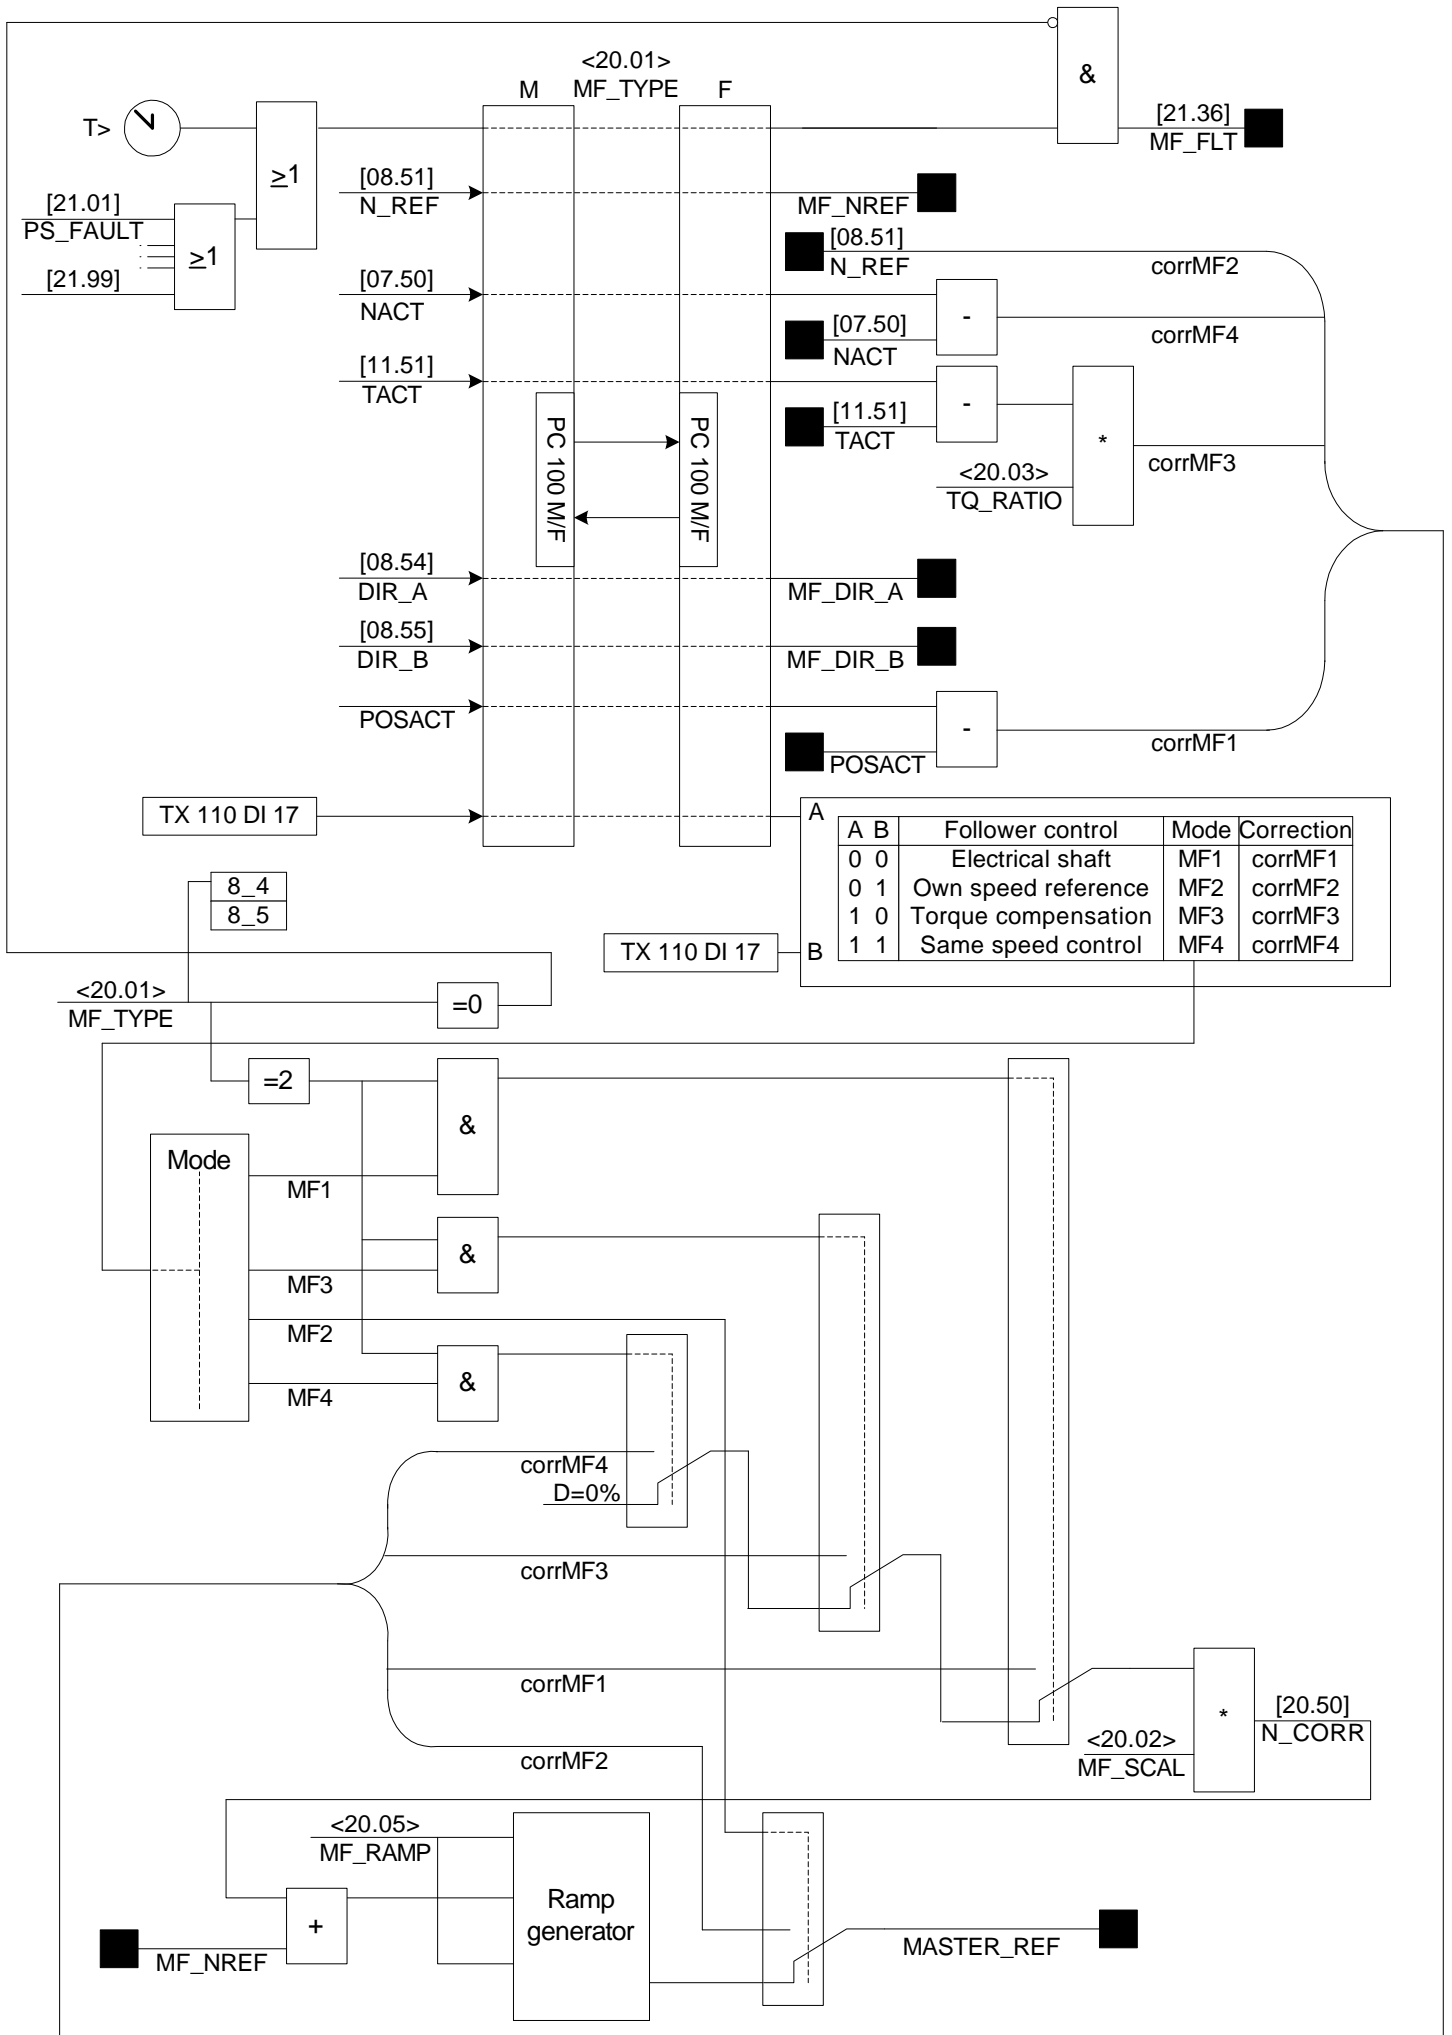 <20.01>
M MF_TYPE F
&
T>
[21.36]
MF_FLT
≥1
[08.51]
N_REF
MF_NREF
[21.01]
PS_FAULT
≥1
[21.99]
[08.51]
N_REF
corrMF2
[07.50]
NACT
-
[07.50]
NACT
corrMF4
[11.51]
TACT
-
[11.51]
TACT
*
corrMF3
<20.03>
TQ_RATIO
PC 100 M/F
PC 100 M/F
[08.54]
DIR_A
MF_DIR_A
[08.55]
DIR_B
MF_DIR_B
POSACT
-
POSACT
corrMF1
TX 110 DI 17
A
A B Follower control Mode Correction
0 0 Electrical shaft MF1 corrMF1
0 1 Own speed reference MF2 corrMF2
1 0 Torque compensation MF3 corrMF3
1 1 Same speed control MF4 corrMF4
TX 110 DI 17
B
8_4
8_5
<20.01>
MF_TYPE
=0
=2
&
Mode
MF1
&
MF3
MF2
&
MF4
corrMF4
D=0%
corrMF3
corrMF1
*
[20.50]
N_CORR
<20.02>
MF_SCAL
corrMF2
<20.05>
MF_RAMP
Ramp
generator
+
MF_NREF
MASTER_REF